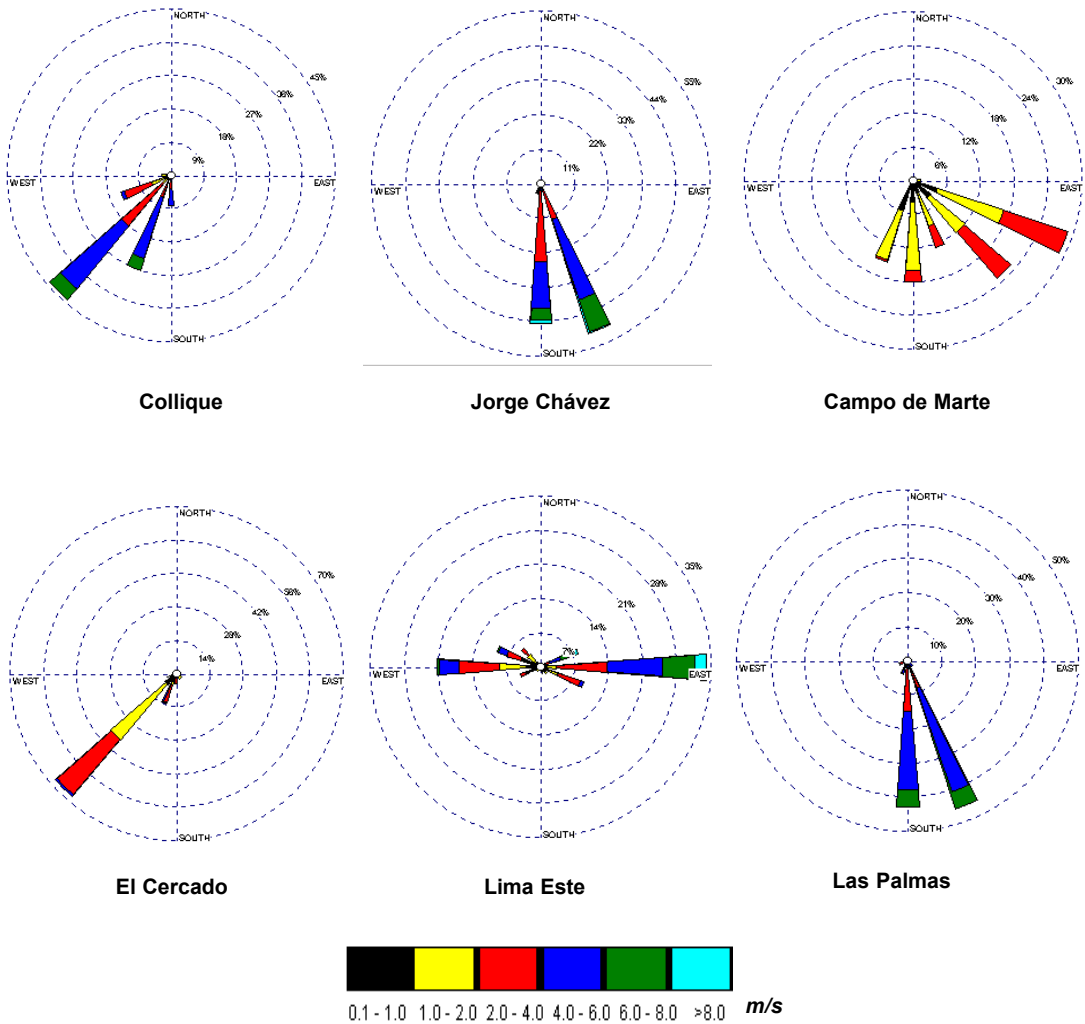 NORTH
45%
36%
27%
18%
9%
WEST
EAST
SOUTH
Collique
NORTH
55%
44%
33%
22%
11%
WEST
EAST
SOUTH
Jorge Chávez
NORTH
30%
24%
18%
12%
6%
WEST
EAST
SOUTH
Campo de Marte
NORTH
70%
56%
42%
28%
14%
WEST
EAST
SOUTH
El Cercado
NORTH
35%
28%
21%
14%
7%
WEST
EAST
SOUTH
Lima Este
NORTH
50%
40%
30%
20%
10%
WEST
EAST
SOUTH
Las Palmas
0.1 - 1.0 1.0 - 2.0 2.0 - 4.0 4.0 - 6.0 6.0 - 8.0 >8.0 m/s